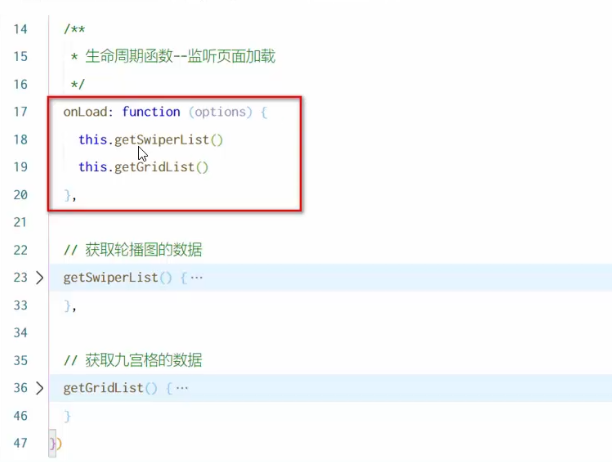 14 /**
15 * 生命周期函数--监听页面加载
16 */
17 onLoad: function (options) {
18 this.getSwiperList()
19 this.getGridList()
20 },
21
22 // 获取轮播图的数据
23 getSwiperList() { ···
33 },
34
35 // 获取九宫格的数据
36 getGridList() { ···
46 }
47 })